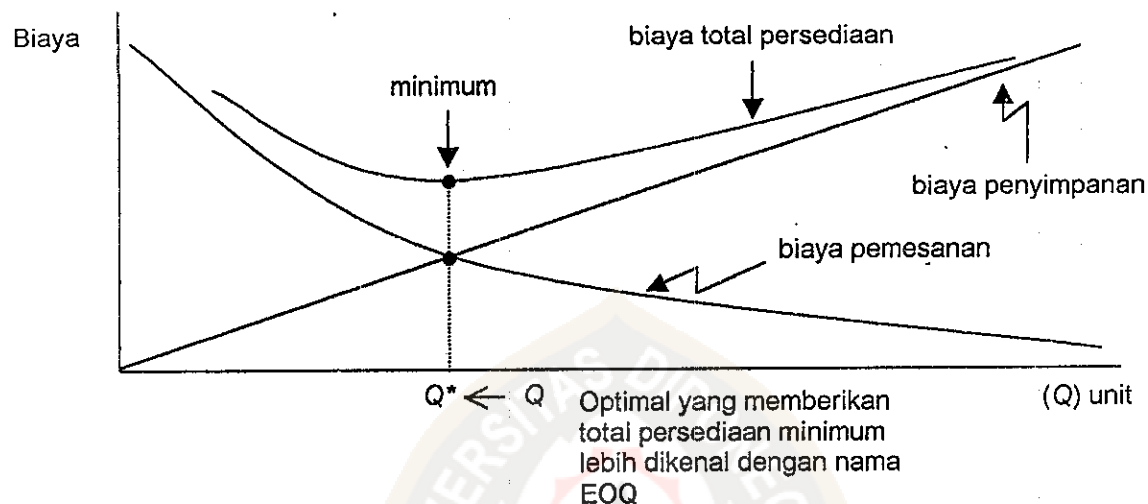 Biaya
biaya total persediaan
minimum
biaya penyimpanan
biaya pemesanan
Q* ← Q
(Q) unit
Optimal yang memberikan
total persediaan minimum
lebih dikenal dengan nama
EOQ